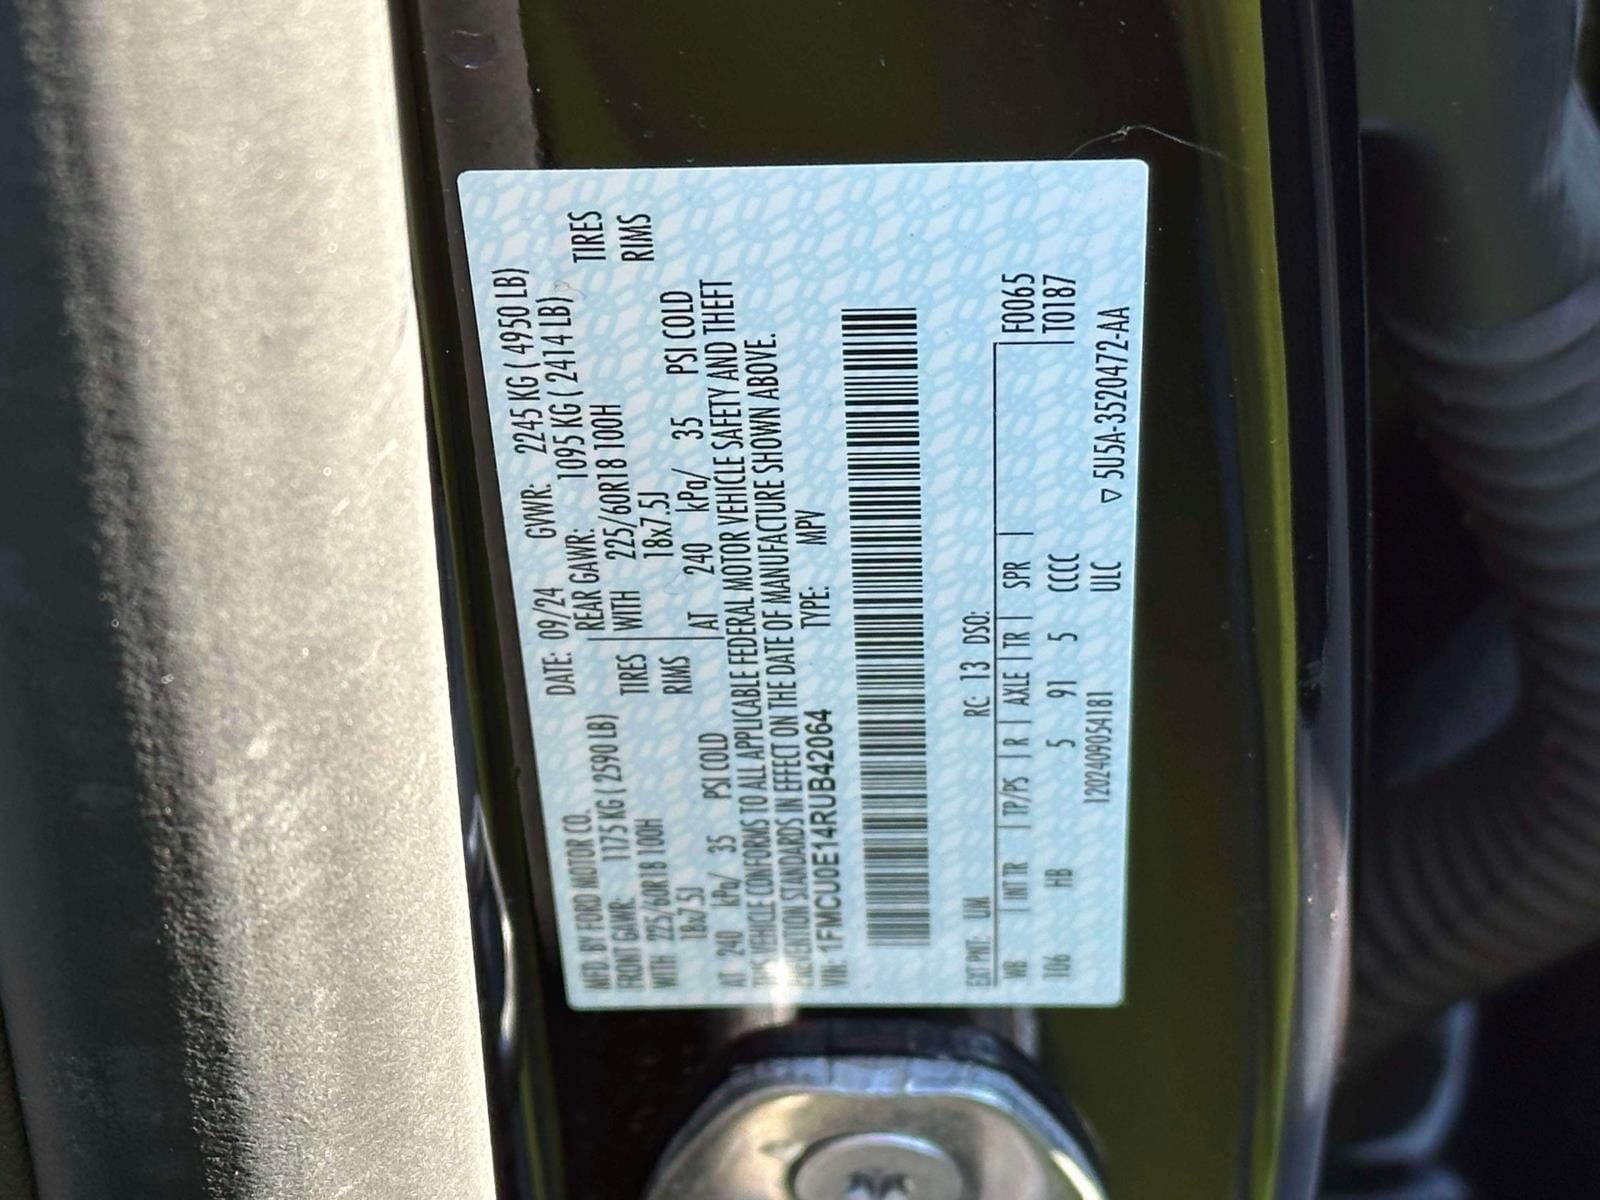 MFD. BY FORD MOTOR CO. DATE: 09/24 GVWR: 2245 KG ( 4950 LB)
FRONT GAWR: 1175 KG ( 2590 LB) REAR GAWR: 1095 KG ( 2414 LB)
WITH 225/60R18 100H TIRES WITH 225/60R18 100H TIRES
18x7.5J RIMS 18x7.5J RIMS
AT 240 kPa/ 35 PSI COLD AT 240 kPa/ 35 PSI COLD
THIS VEHICLE CONFORMS TO ALL APPLICABLE FEDERAL MOTOR VEHICLE SAFETY AND THEFT
PREVENTION STANDARDS IN EFFECT ON THE DATE OF MANUFACTURE SHOWN ABOVE.
VIN: 1FMCU0E14RUB42064 TYPE: MPV
EXT PNT: UM RC: 13 DSO: F0065
WB | INT TR | TP/PS | R | AXLE | TR | SPR | T0187
106 HB 5 91 5 CCCC
1202409054181 ULC ▽ 5U5A-3520472-AA